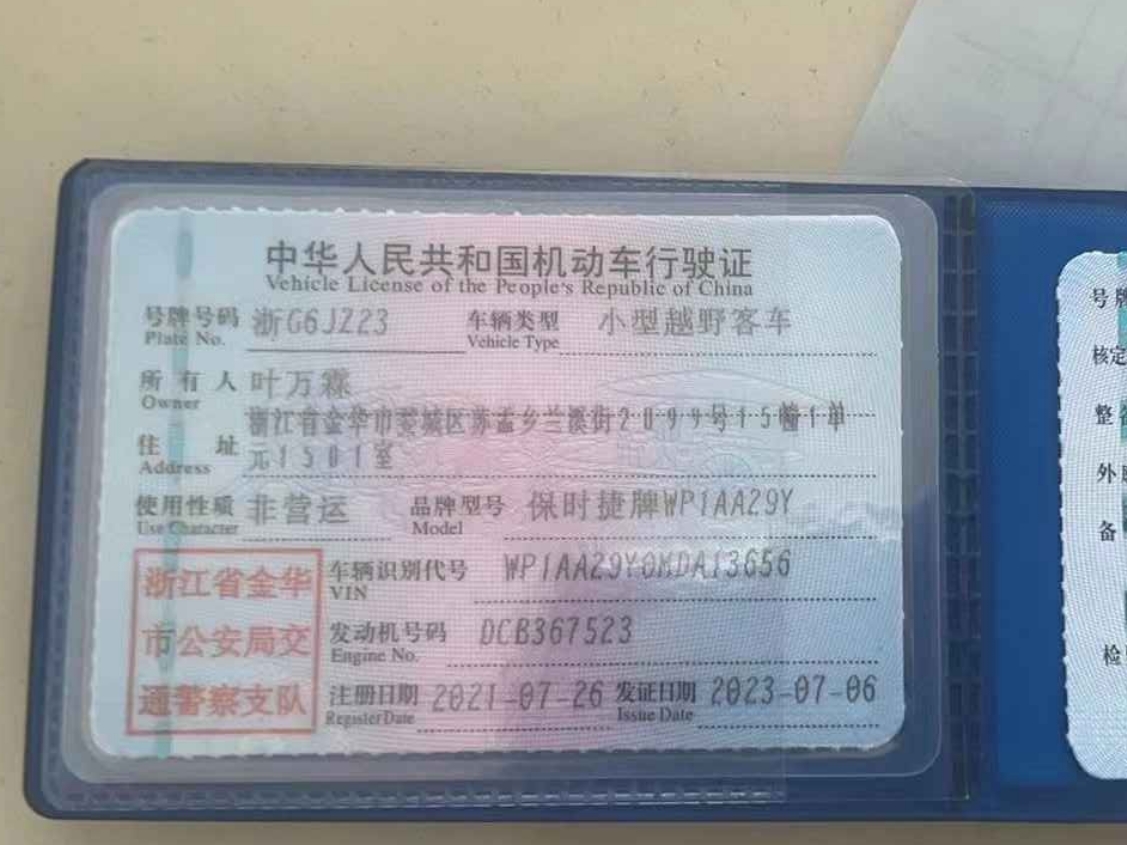 中华人民共和国机动车行驶证
Vehicle License of the People's Republic of China
号牌号码 浙G6JZ23 车辆类型 小型越野客车
Plate No. Vehicle Type
所有人 叶万霖
Owner
浙江省金华市婺城区苏孟乡兰溪街2099号15幢1单
住址 元1501室
Address
使用性质 非营运 品牌型号 保时捷牌WP1AA29Y
Use Character Model
浙江省金华 车辆识别代号 WP1AA29Y0MDA13656
VIN
市公安局交 发动机号码 DCB367523
Engine No.
通警察支队 注册日期 2021-07-26 发证日期 2023-07-06
Register Date Issue Date
号牌
核定
整
外
备
检